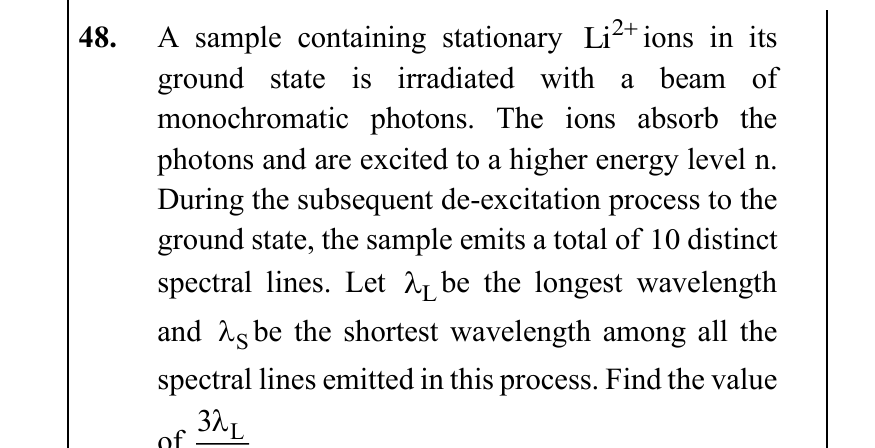 48. A sample containing stationary Li²⁺ ions in its
ground state is irradiated with a beam of
monochromatic photons. The ions absorb the
photons and are excited to a higher energy level n.
During the subsequent de-excitation process to the
ground state, the sample emits a total of 10 distinct
spectral lines. Let λ_L be the longest wavelength
and λ_S be the shortest wavelength among all the
spectral lines emitted in this process. Find the value
of 3λ_L